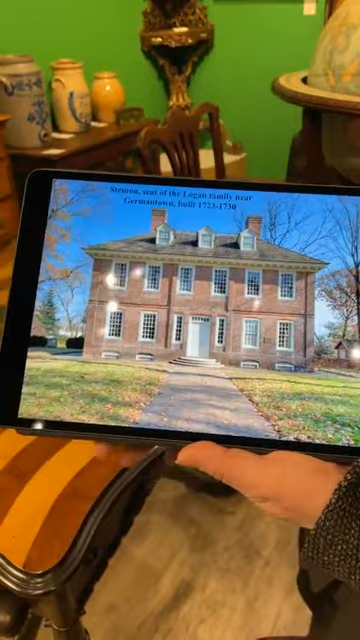 Stenton, seat of the Logan family near
Germantown, built 1723-1730